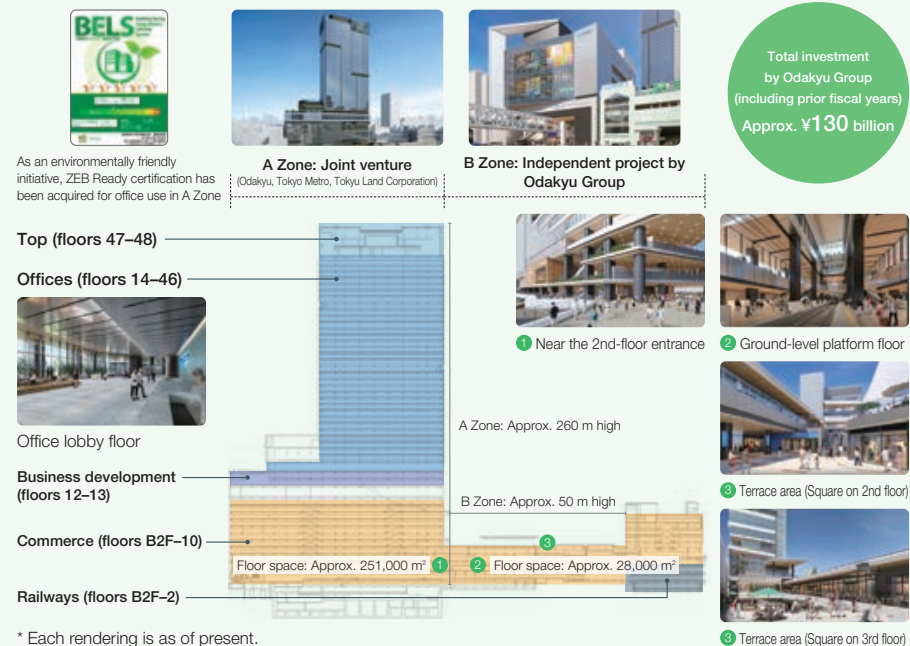 BELS
As an environmentally friendly
initiative, ZEB Ready certification has
been acquired for office use in A Zone
A Zone: Joint venture
(Odakyu, Tokyo Metro, Tokyu Land Corporation)
B Zone: Independent project by
Odakyu Group
Total investment
by Odakyu Group
(including prior fiscal years)
Approx. ¥130 billion
Top (floors 47–48)
Offices (floors 14–46)
Office lobby floor
Business development
(floors 12–13)
Commerce (floors B2F–10)
Railways (floors B2F–2)
A Zone: Approx. 260 m high
B Zone: Approx. 50 m high
Floor space: Approx. 251,000 m² 1
2 Floor space: Approx. 28,000 m²
3
1 Near the 2nd-floor entrance
2 Ground-level platform floor
3 Terrace area (Square on 2nd floor)
3 Terrace area (Square on 3rd floor)
* Each rendering is as of present.